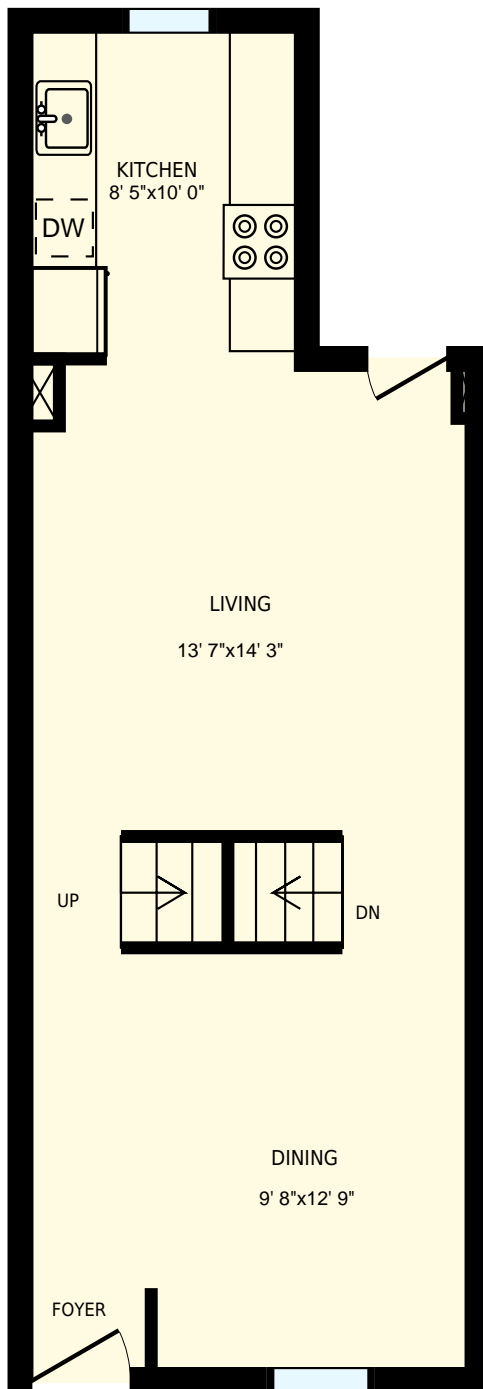 KITCHEN
8' 5"x10' 0"
DW
LIVING
13' 7"x14' 3"
UP
DN
DINING
9' 8"x12' 9"
FOYER